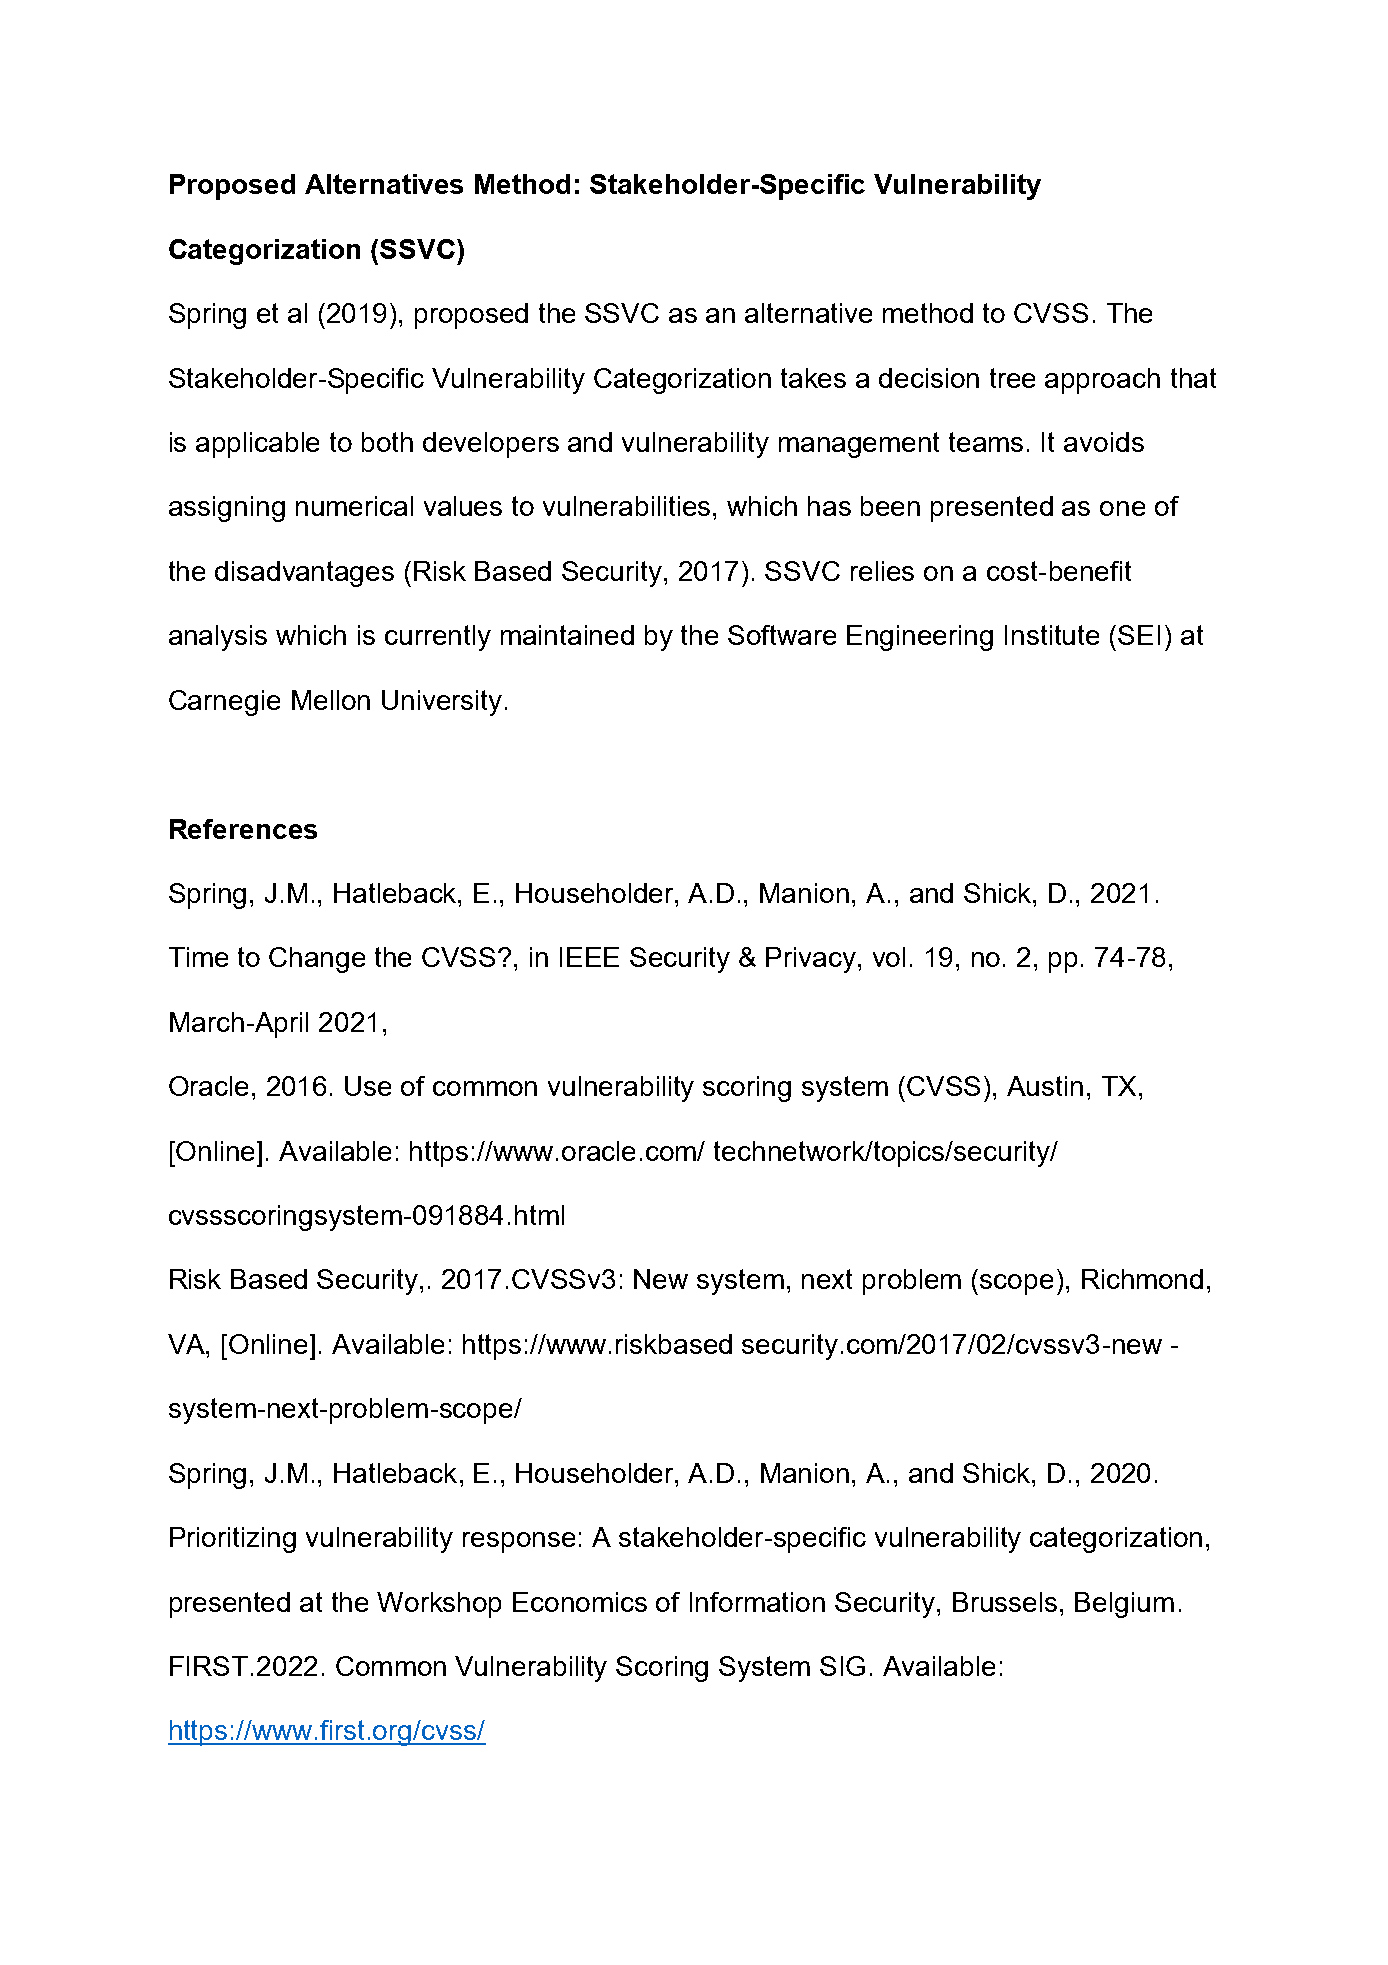 Proposed Alternatives Method: Stakeholder-Specific Vulnerability
Categorization (SSVC)
Spring et al (2019), proposed the SSVC as an alternative method to CVSS. The
Stakeholder-Specific Vulnerability Categorization takes a decision tree approach that
is applicable to both developers and vulnerability management teams. It avoids
assigning numerical values to vulnerabilities, which has been presented as one of
the disadvantages (Risk Based Security, 2017). SSVC relies on a cost-benefit
analysis which is currently maintained by the Software Engineering Institute (SEI) at
Carnegie Mellon University.
References
Spring, J.M., Hatleback, E., Householder, A.D., Manion, A., and Shick, D., 2021.
Time to Change the CVSS?, in IEEE Security & Privacy, vol. 19, no. 2, pp. 74-78,
March-April 2021,
Oracle, 2016. Use of common vulnerability scoring system (CVSS), Austin, TX,
[Online]. Available: https://www.oracle.com/ technetwork/topics/security/
cvssscoringsystem-091884.html
Risk Based Security,. 2017.CVSSv3: New system, next problem (scope), Richmond,
VA, [Online]. Available: https://www.riskbased security.com/2017/02/cvssv3-new -
system-next-problem-scope/
Spring, J.M., Hatleback, E., Householder, A.D., Manion, A., and Shick, D., 2020.
Prioritizing vulnerability response: A stakeholder-specific vulnerability categorization,
presented at the Workshop Economics of Information Security, Brussels, Belgium.
FIRST.2022. Common Vulnerability Scoring System SIG. Available:
https://www.first.org/cvss/